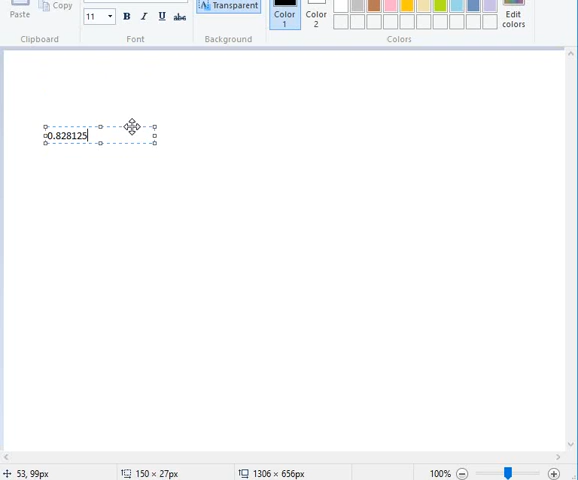 Paste
Copy
11
B I U abc
A Transparent
Color 1
Color 2
Edit colors
Clipboard
Font
Background
Colors
0.828125
53, 99px
150 × 27px
1306 × 656px
100%